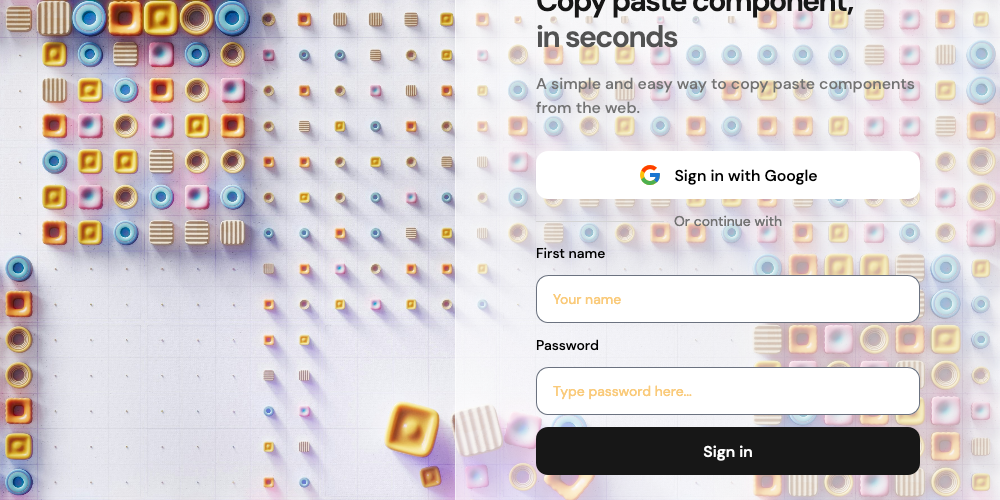 Copy paste component,
in seconds
A simple and easy way to copy paste components
from the web.
Sign in with Google
Or continue with
First name
Your name
Password
Type password here...
Sign in